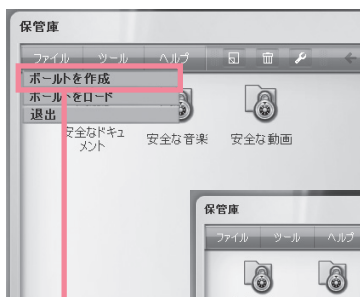 保管庫
ファイル ツール ヘルプ
ボールトを作成
ボールトをロード
退出
安全なドキュ
メント
安全な音楽
安全な動画
保管庫
ファイル ツール ヘルプ